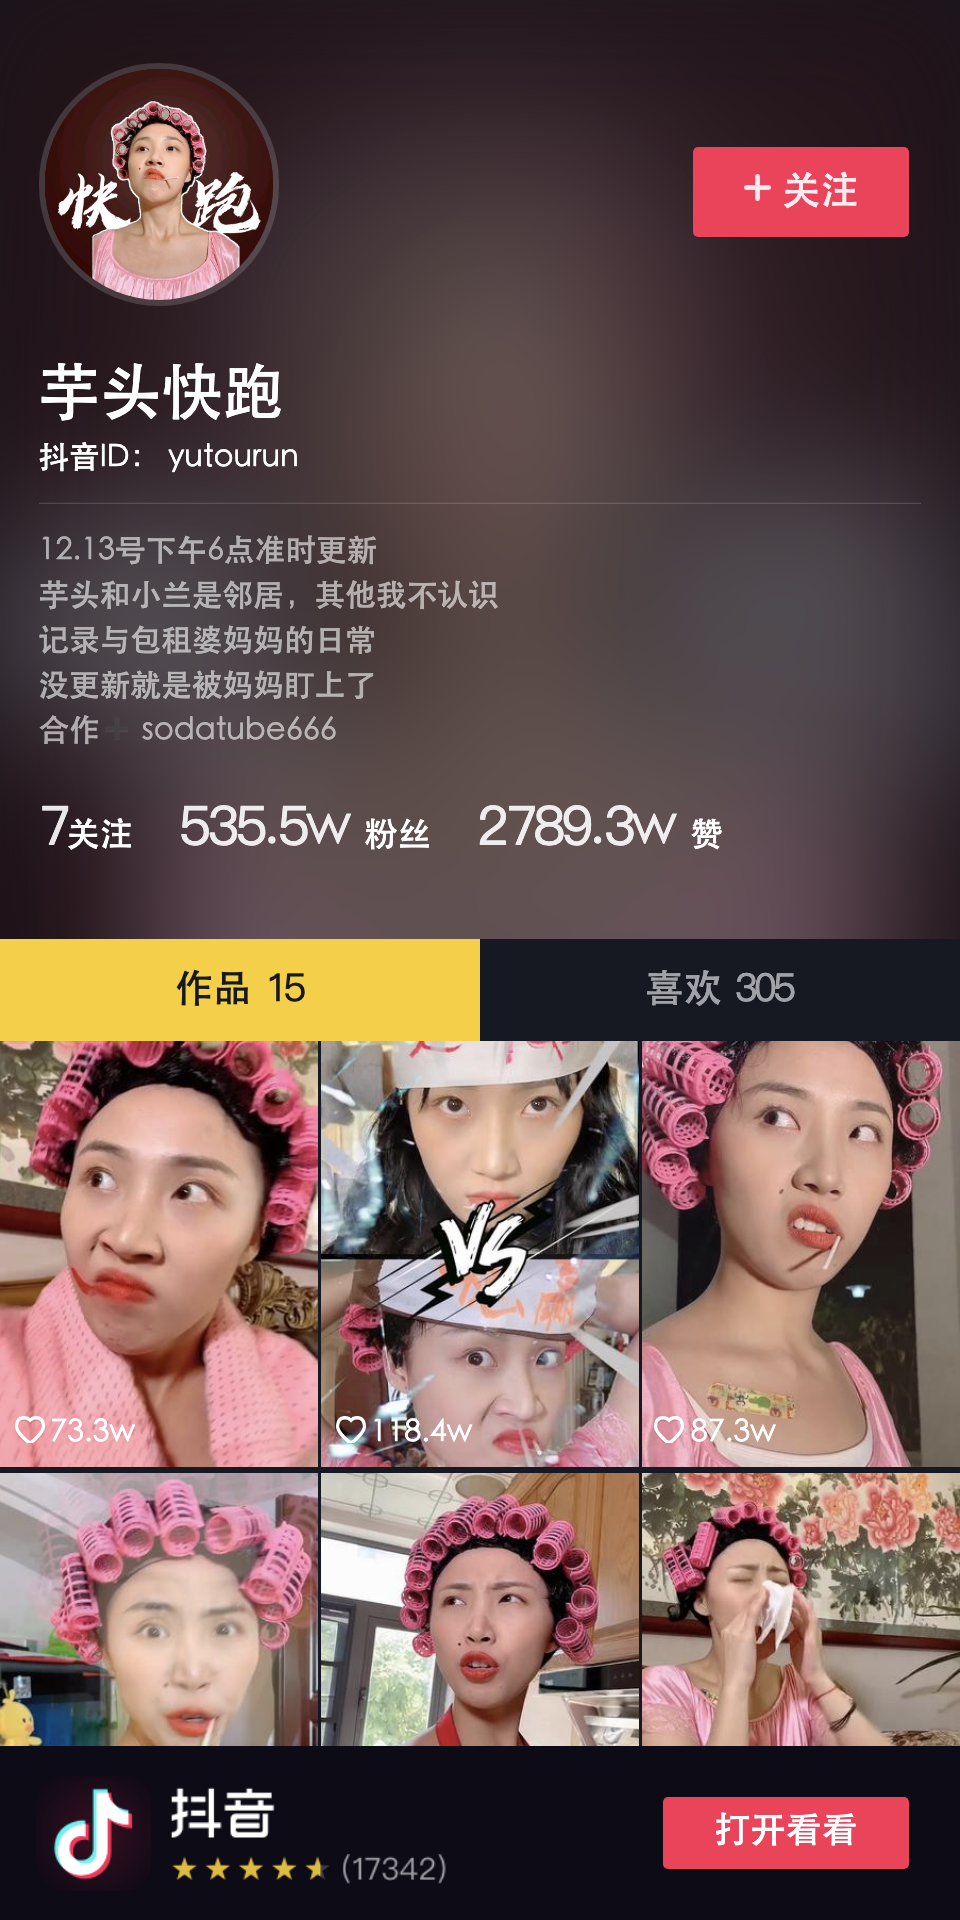 快跑
+ 关注
芋头快跑
抖音ID： yutourun
12.13号下午6点准时更新
芋头和小兰是邻居，其他我不认识
记录与包租婆妈妈的日常
没更新就是被妈妈盯上了
合作➕ sodatube666
7关注 535.5w 粉丝 2789.3w 赞
作品 15
喜欢 305
VS
73.3w
118.4w
87.3w
抖音
(17342)
打开看看